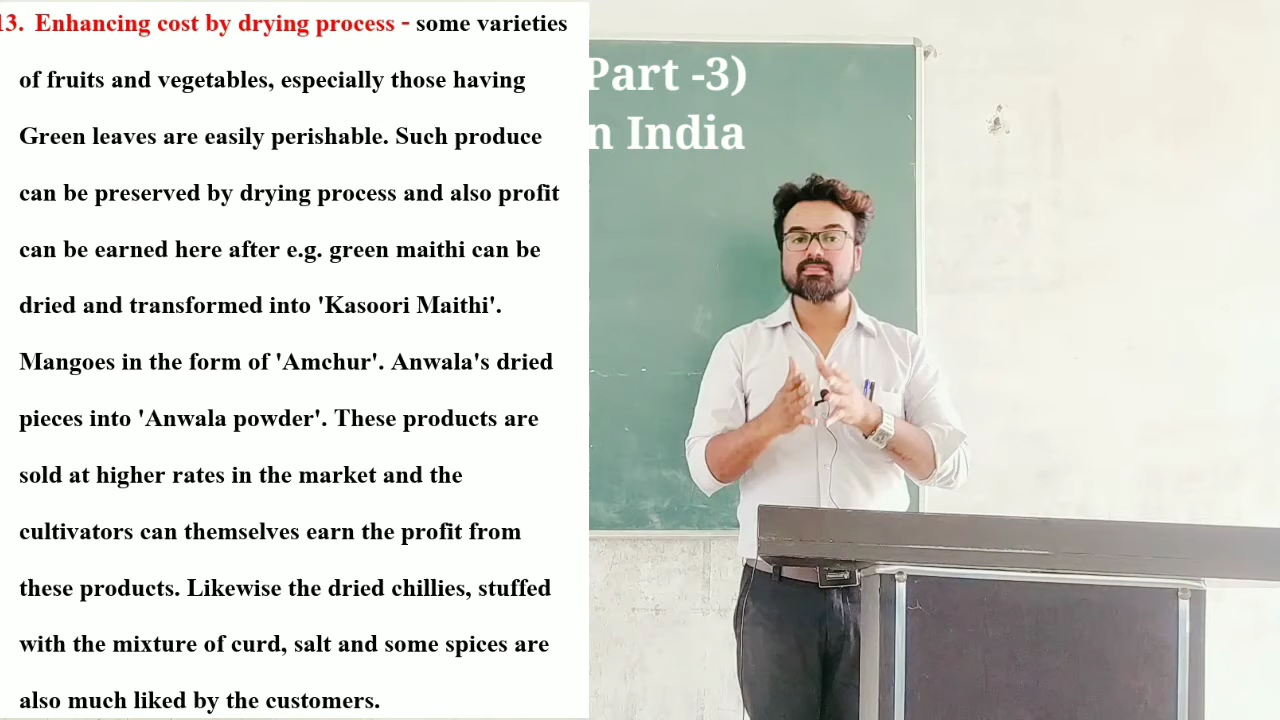 13. Enhancing cost by drying process - some varieties
of fruits and vegetables, especially those having
Green leaves are easily perishable. Such produce
can be preserved by drying process and also profit
can be earned here after e.g. green maithi can be
dried and transformed into 'Kasoori Maithi'.
Mangoes in the form of 'Amchur'. Anwala's dried
pieces into 'Anwala powder'. These products are
sold at higher rates in the market and the
cultivators can themselves earn the profit from
these products. Likewise the dried chillies, stuffed
with the mixture of curd, salt and some spices are
also much liked by the customers.
Part -3)
n India